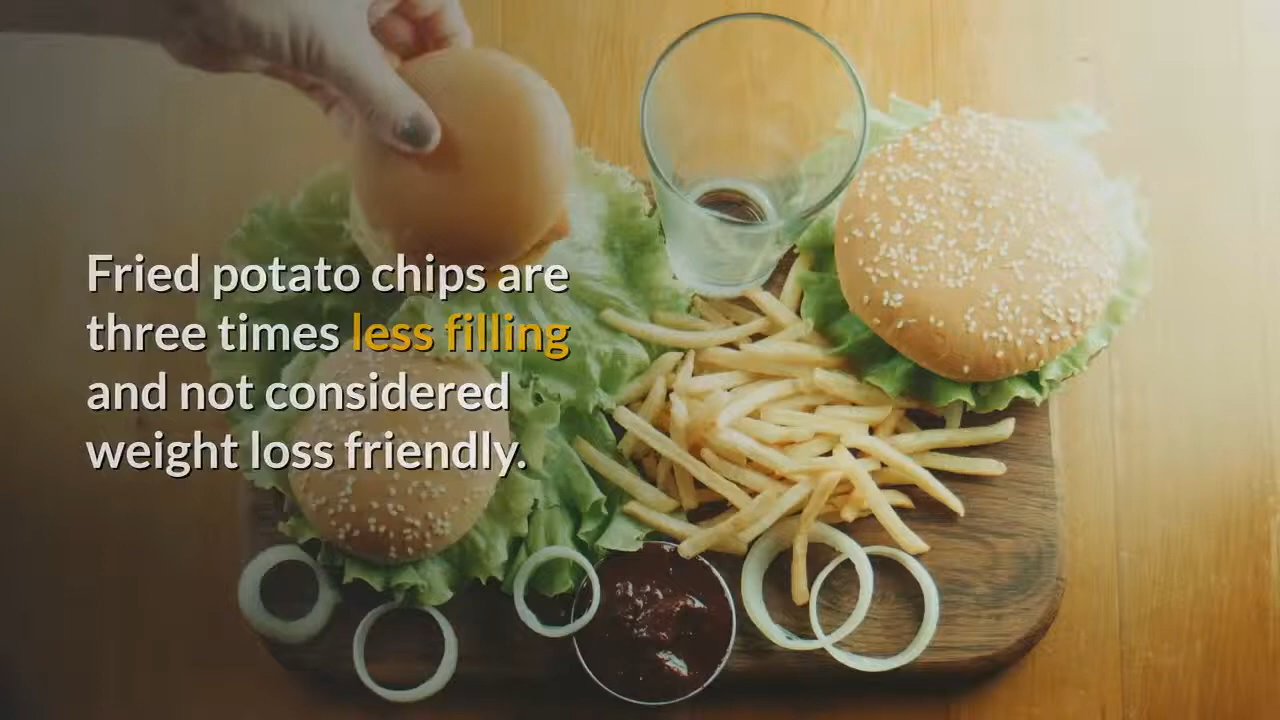 Fried potato chips are
three times less filling
and not considered
weight loss friendly.